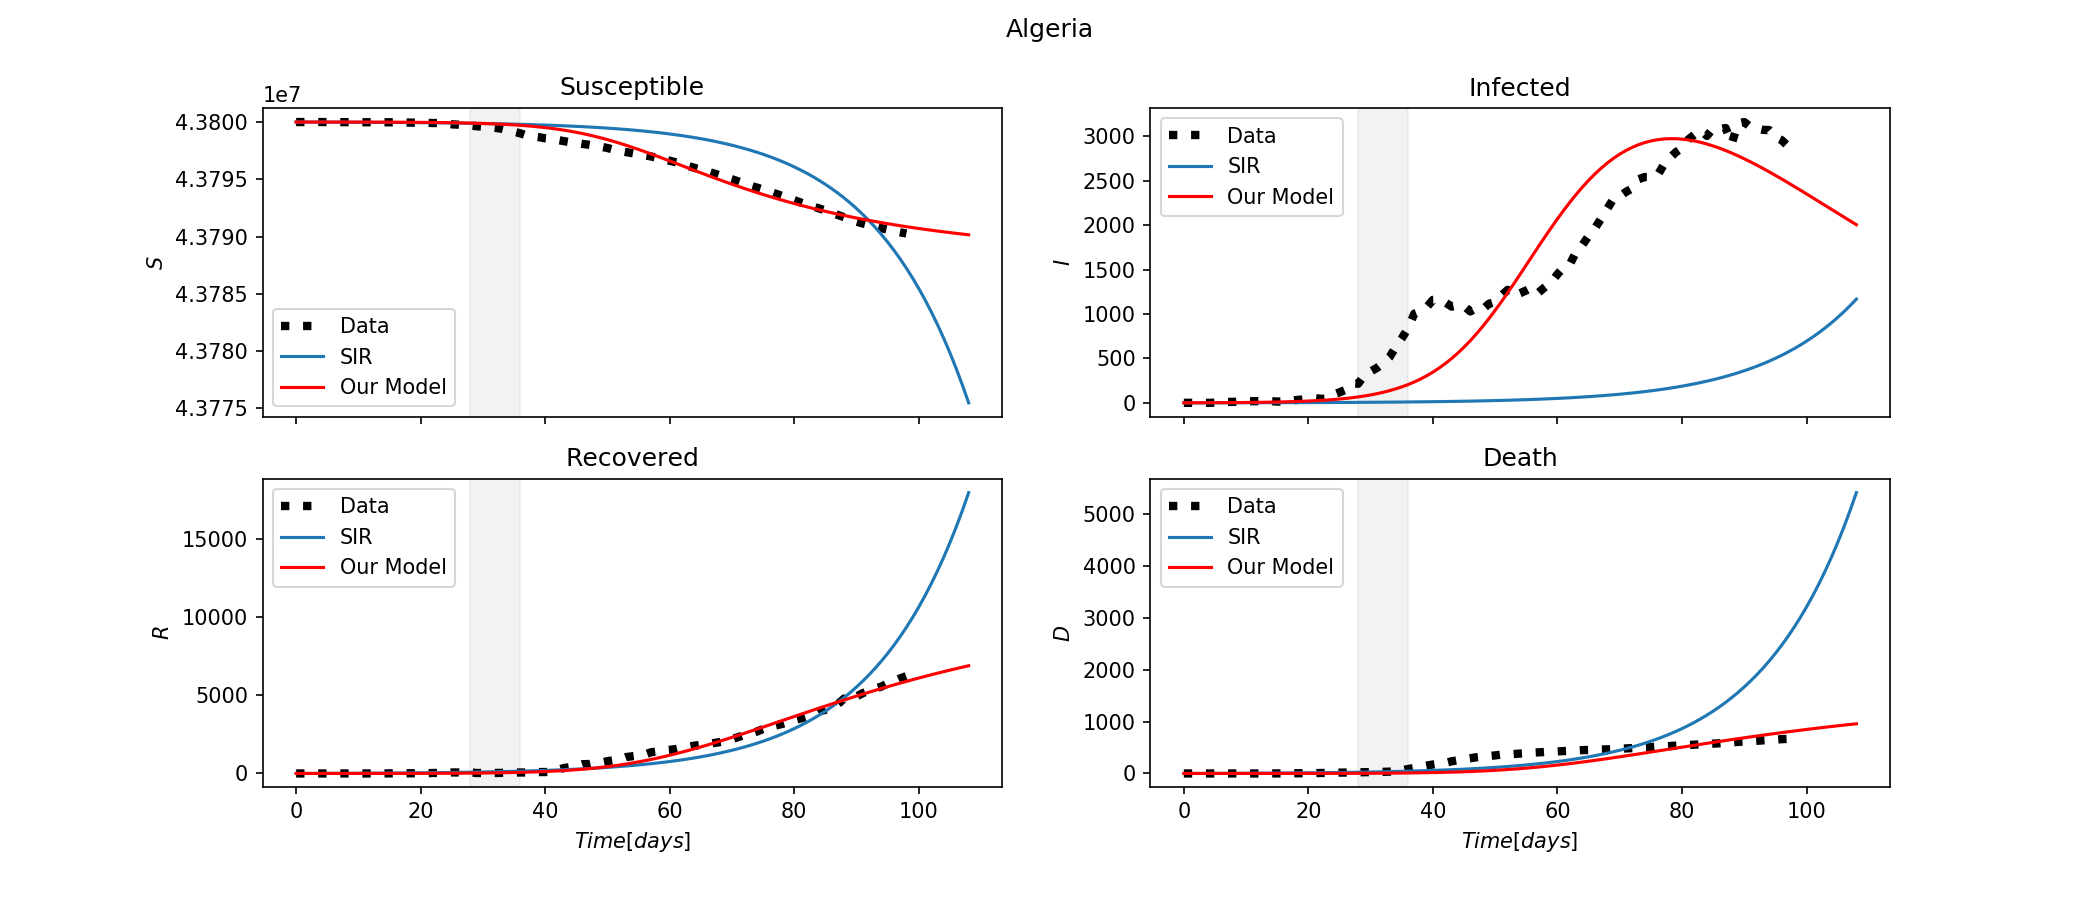 Algeria
Susceptible
1e7
4.3800
4.3795
4.3790
4.3785
4.3780
4.3775
S
Data
SIR
Our Model
Infected
3000
2500
2000
1500
1000
500
0
I
Data
SIR
Our Model
Recovered
15000
10000
5000
0
R
Data
SIR
Our Model
0 20 40 60 80 100
Time[days]
Death
5000
4000
3000
2000
1000
0
D
Data
SIR
Our Model
0 20 40 60 80 100
Time[days]